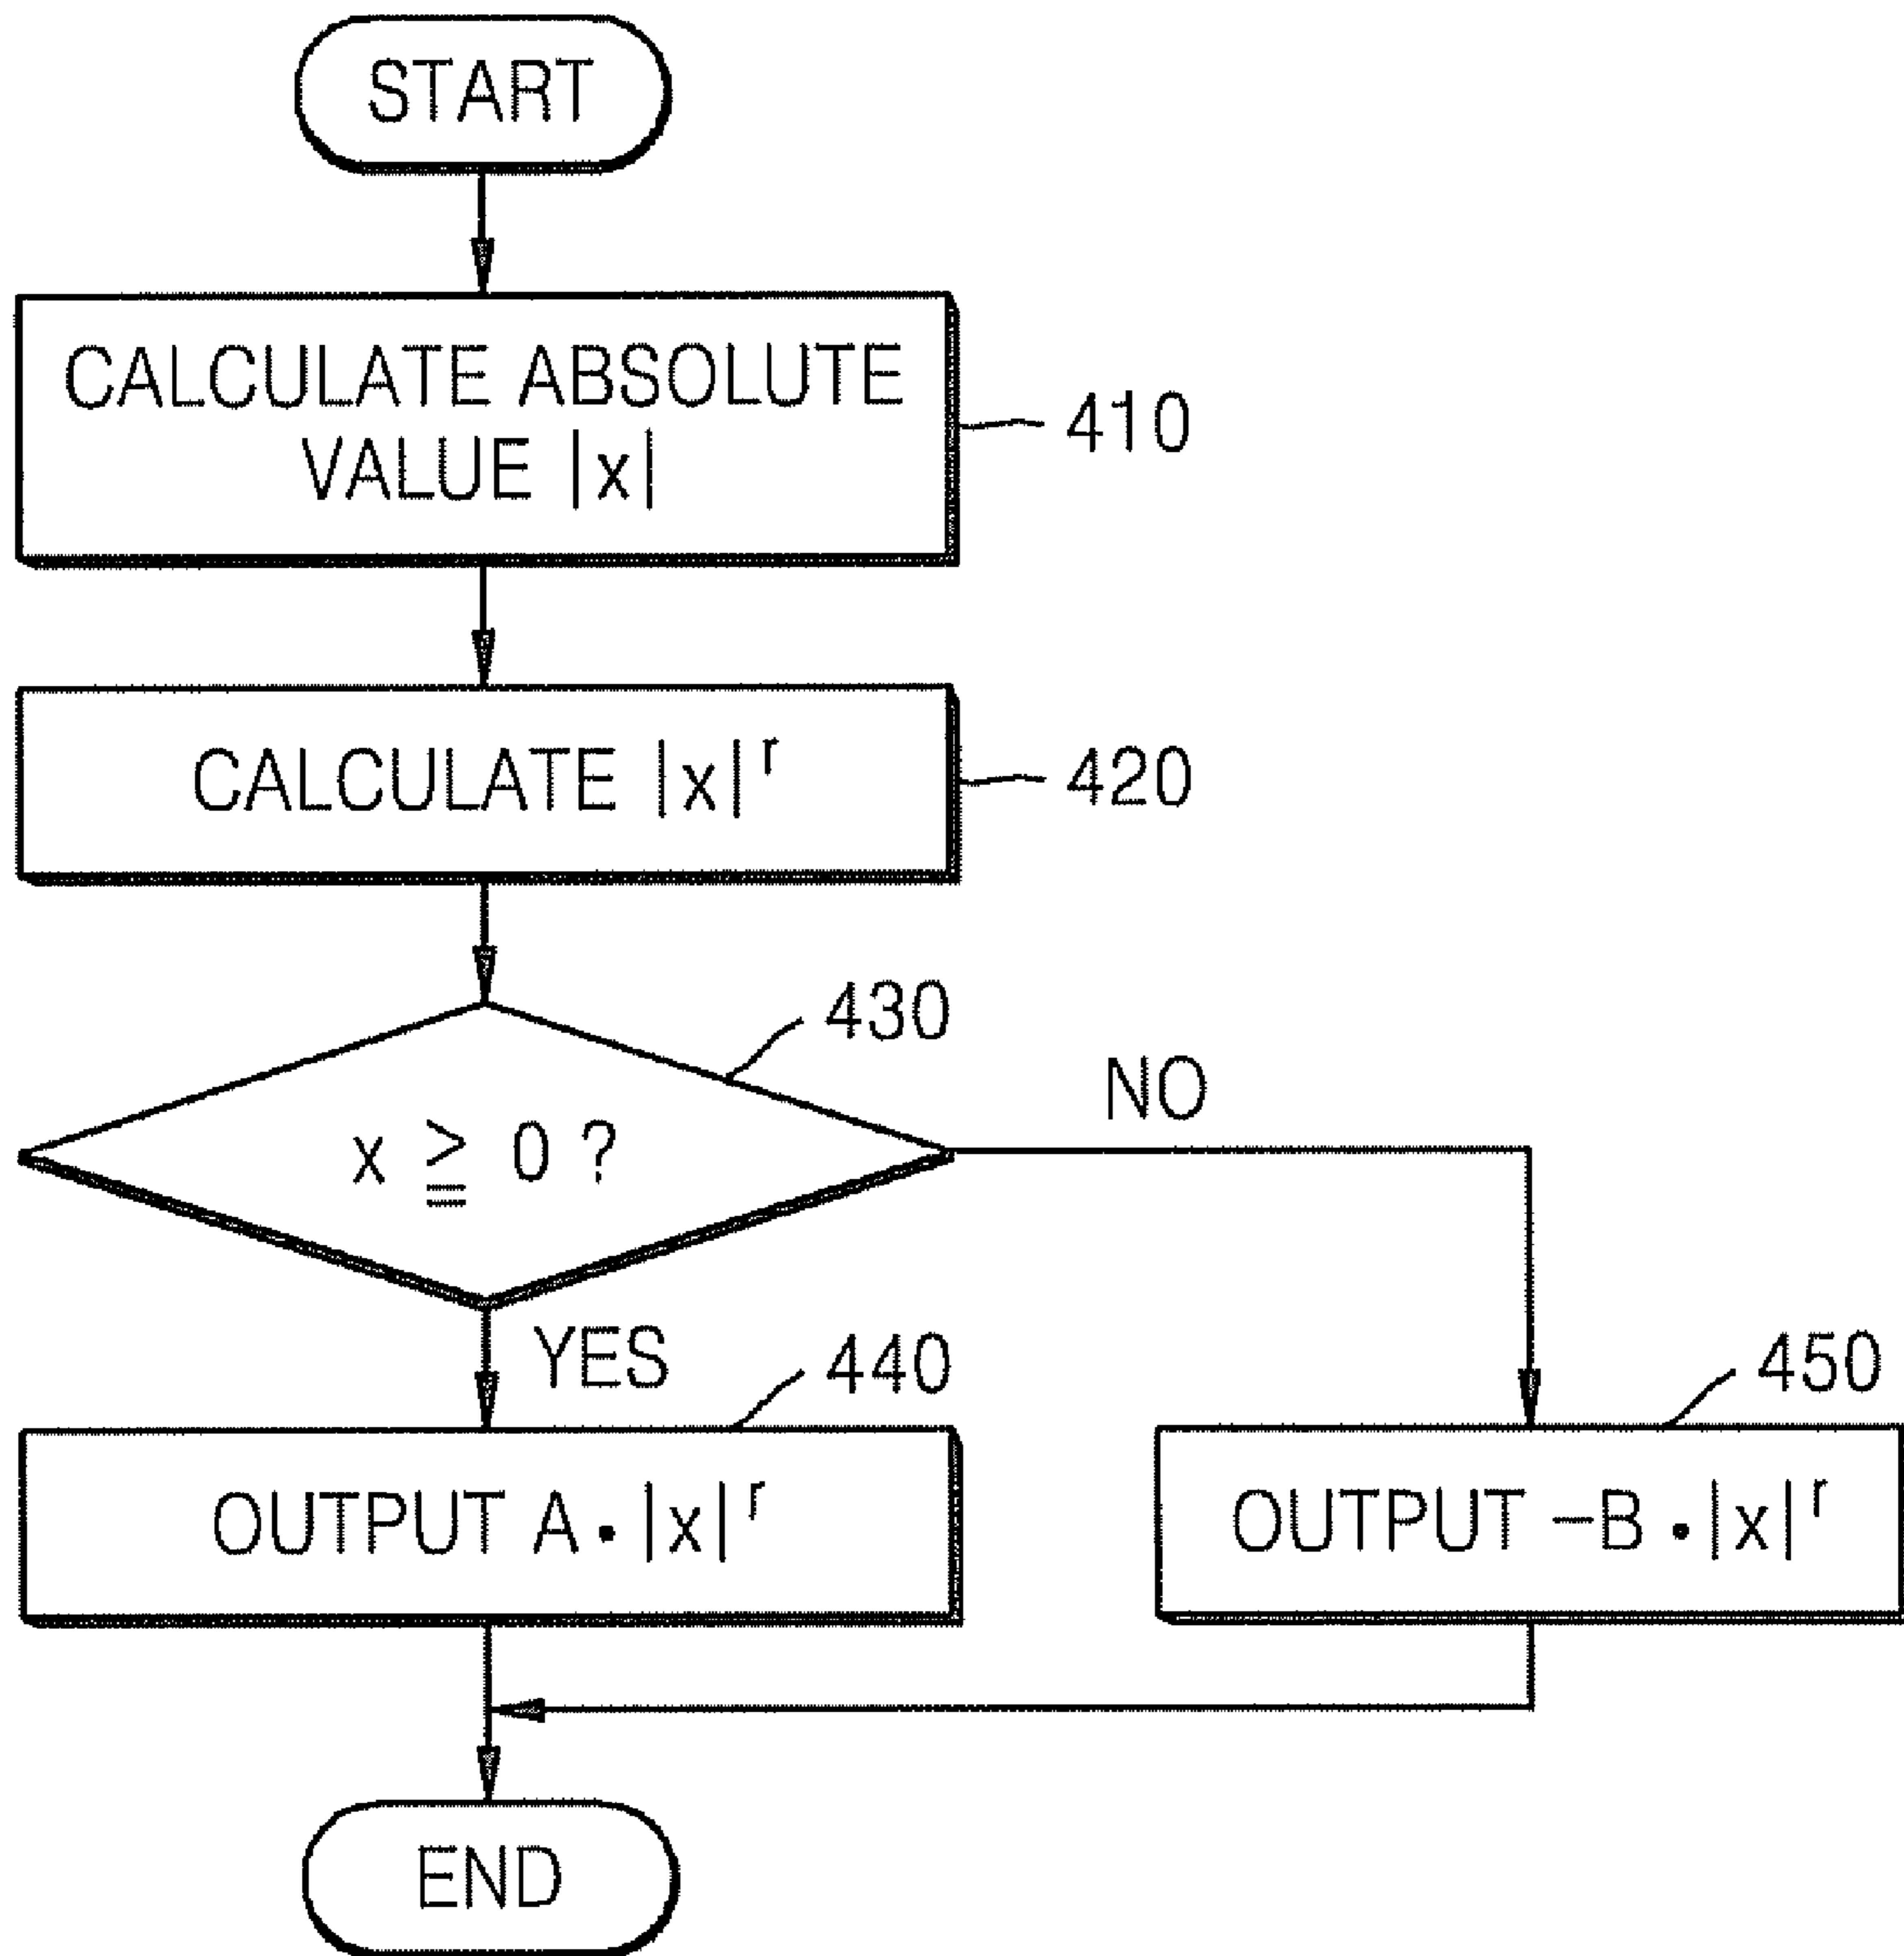 START
CALCULATE ABSOLUTE
VALUE |x|
410
CALCULATE |x|ʳ
420
430
x ≧ 0 ?
NO
YES
440
450
OUTPUT A · |x|ʳ
OUTPUT –B · |x|ʳ
END